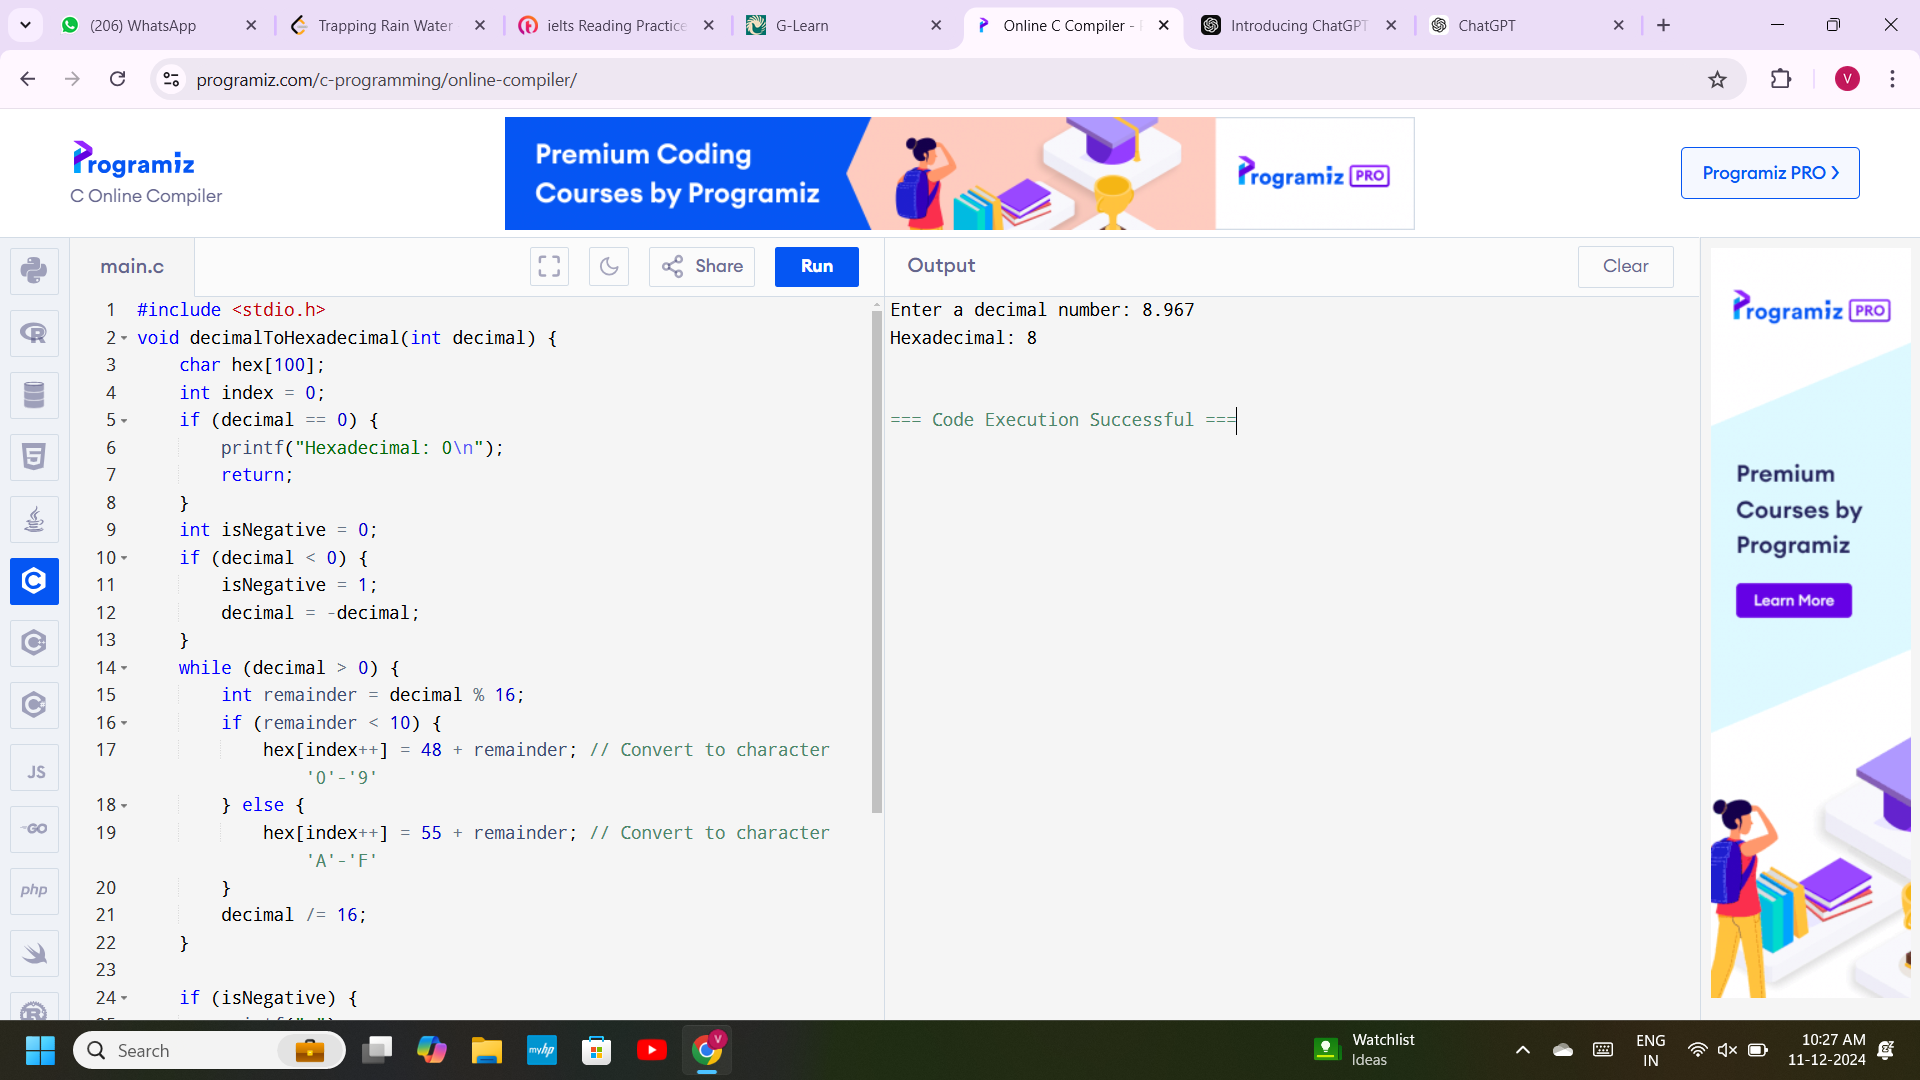 (206) WhatsApp
Trapping Rain Water
ielts Reading Practice
G-Learn
Online C Compiler -
Introducing ChatGPT
ChatGPT
programiz.com/c-programming/online-compiler/
V
Programiz
C Online Compiler
Premium Coding
Courses by Programiz
Programiz PRO
Programiz PRO
main.c
Share
Run
Output
Clear
1 #include <stdio.h>
2 void decimalToHexadecimal(int decimal) {
3 char hex[100];
4 int index = 0;
5 if (decimal == 0) {
6 printf("Hexadecimal: 0\n");
7 return;
8 }
9 int isNegative = 0;
10 if (decimal < 0) {
11 isNegative = 1;
12 decimal = -decimal;
13 }
14 while (decimal > 0) {
15 int remainder = decimal % 16;
16 if (remainder < 10) {
17 hex[index++] = 48 + remainder; // Convert to character
'0'-'9'
18 } else {
19 hex[index++] = 55 + remainder; // Convert to character
'A'-'F'
20 }
21 decimal /= 16;
22 }
23
24 if (isNegative) {
Enter a decimal number: 8.967
Hexadecimal: 8
=== Code Execution Successful ===
Programiz PRO
Premium
Courses by
Programiz
Learn More
JS
GO
php
Search
myhp
V
Watchlist
Ideas
ENG
IN
10:27 AM
11-12-2024